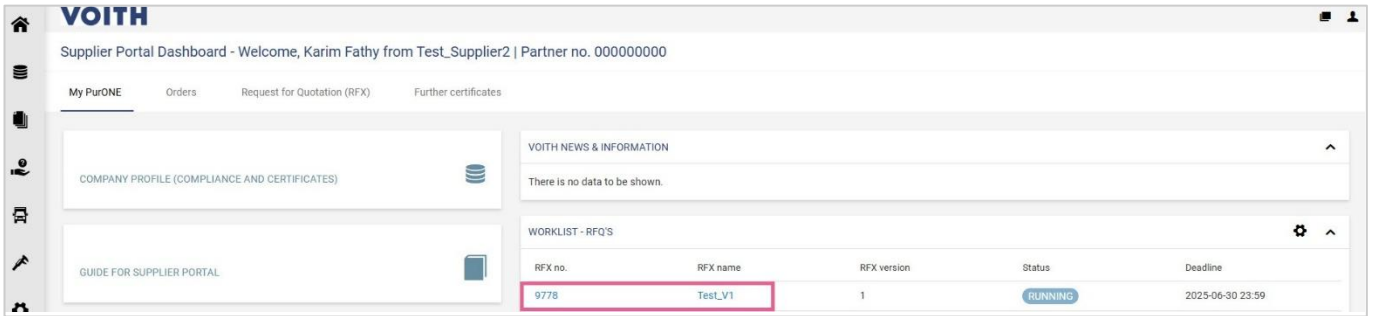 VOITH
Supplier Portal Dashboard - Welcome, Karim Fathy from Test_Supplier2 | Partner no. 000000000
My PurONE Orders Request for Quotation (RFX) Further certificates
COMPANY PROFILE (COMPLIANCE AND CERTIFICATES)
GUIDE FOR SUPPLIER PORTAL
VOITH NEWS & INFORMATION
There is no data to be shown.
WORKLIST - RFQ'S
RFX no. RFX name RFX version Status Deadline
9778 Test_V1 1 RUNNING 2025-06-30 23:59